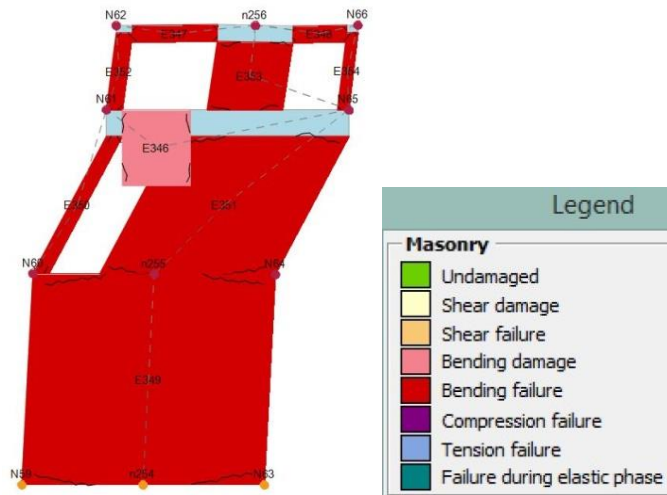 N62 n256 N66
E347 E348
E352 E353 E354
N61 N65
E346
E350 E351
N60 n255 N64
E349
N59 n254 N63
Legend
Masonry
Undamaged
Shear damage
Shear failure
Bending damage
Bending failure
Compression failure
Tension failure
Failure during elastic phase